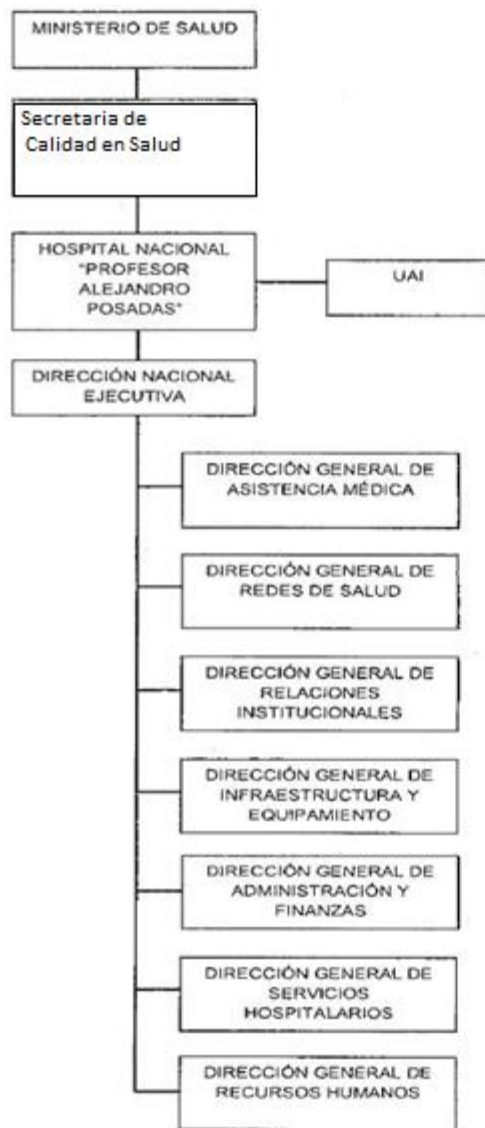 MINISTERIO DE SALUD
Secretaria de
Calidad en Salud
HOSPITAL NACIONAL
"PROFESOR
ALEJANDRO
POSADAS"
UAI
DIRECCIÓN NACIONAL
EJECUTIVA
DIRECCIÓN GENERAL DE
ASISTENCIA MÉDICA
DIRECCIÓN GENERAL DE
REDES DE SALUD
DIRECCIÓN GENERAL DE
RELACIONES
INSTITUCIONALES
DIRECCIÓN GENERAL DE
INFRAESTRUCTURA Y
EQUIPAMIENTO
DIRECCIÓN GENERAL DE
ADMINISTRACIÓN Y
FINANZAS
DIRECCIÓN GENERAL DE
SERVICIOS
HOSPITALARIOS
DIRECCIÓN GENERAL DE
RECURSOS HUMANOS